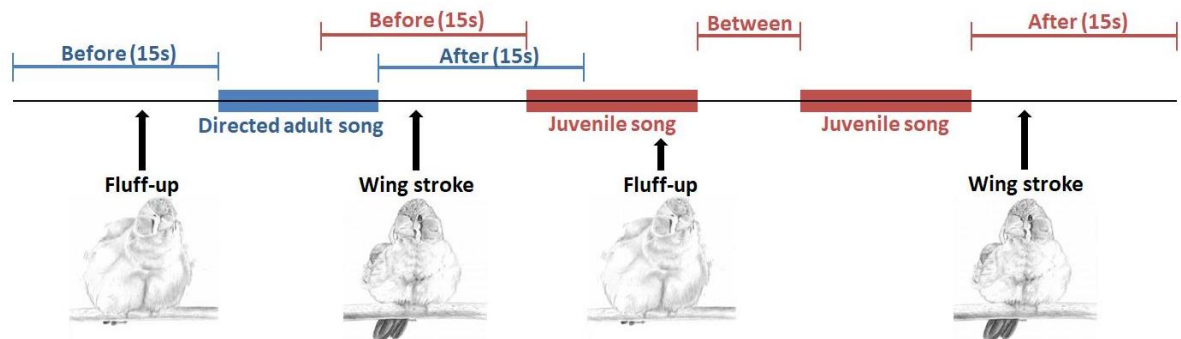 Before (15s)
After (15s)
Between
Before (15s)
After (15s)
Directed adult song
Juvenile song
Juvenile song
Fluff-up
Wing stroke
Fluff-up
Wing stroke